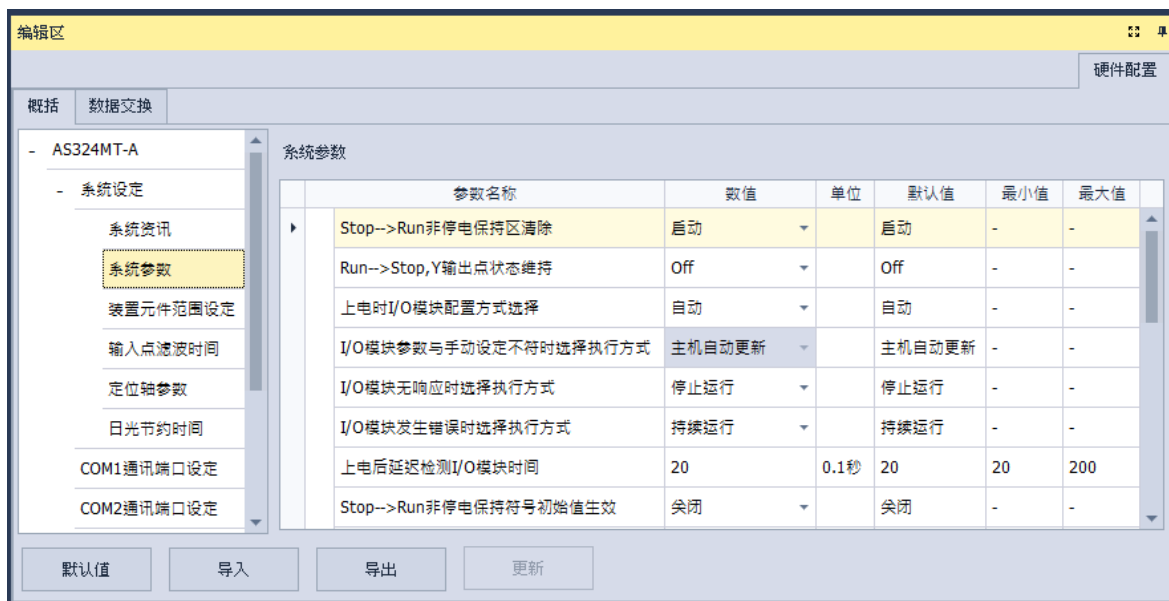 编辑区
硬件配置
概括 数据交换
- AS324MT-A
- 系统设定
系统资讯
系统参数
装置元件范围设定
输入点滤波时间
定位轴参数
日光节约时间
COM1通讯端口设定
COM2通讯端口设定
系统参数
参数名称 数值 单位 默认值 最小值 最大值
Stop-->Run非停电保持区清除 启动 启动 - -
Run-->Stop,Y输出点状态维持 Off Off - -
上电时I/O模块配置方式选择 自动 自动 - -
I/O模块参数与手动设定不符时选择执行方式 主机自动更新 主机自动更新 - -
I/O模块无响应时选择执行方式 停止运行 停止运行 - -
I/O模块发生错误时选择执行方式 持续运行 持续运行 - -
上电后延迟检测I/O模块时间 20 0.1秒 20 20 200
Stop-->Run非停电保持符号初始值生效 关闭 关闭 - -
默认值 导入 导出 更新